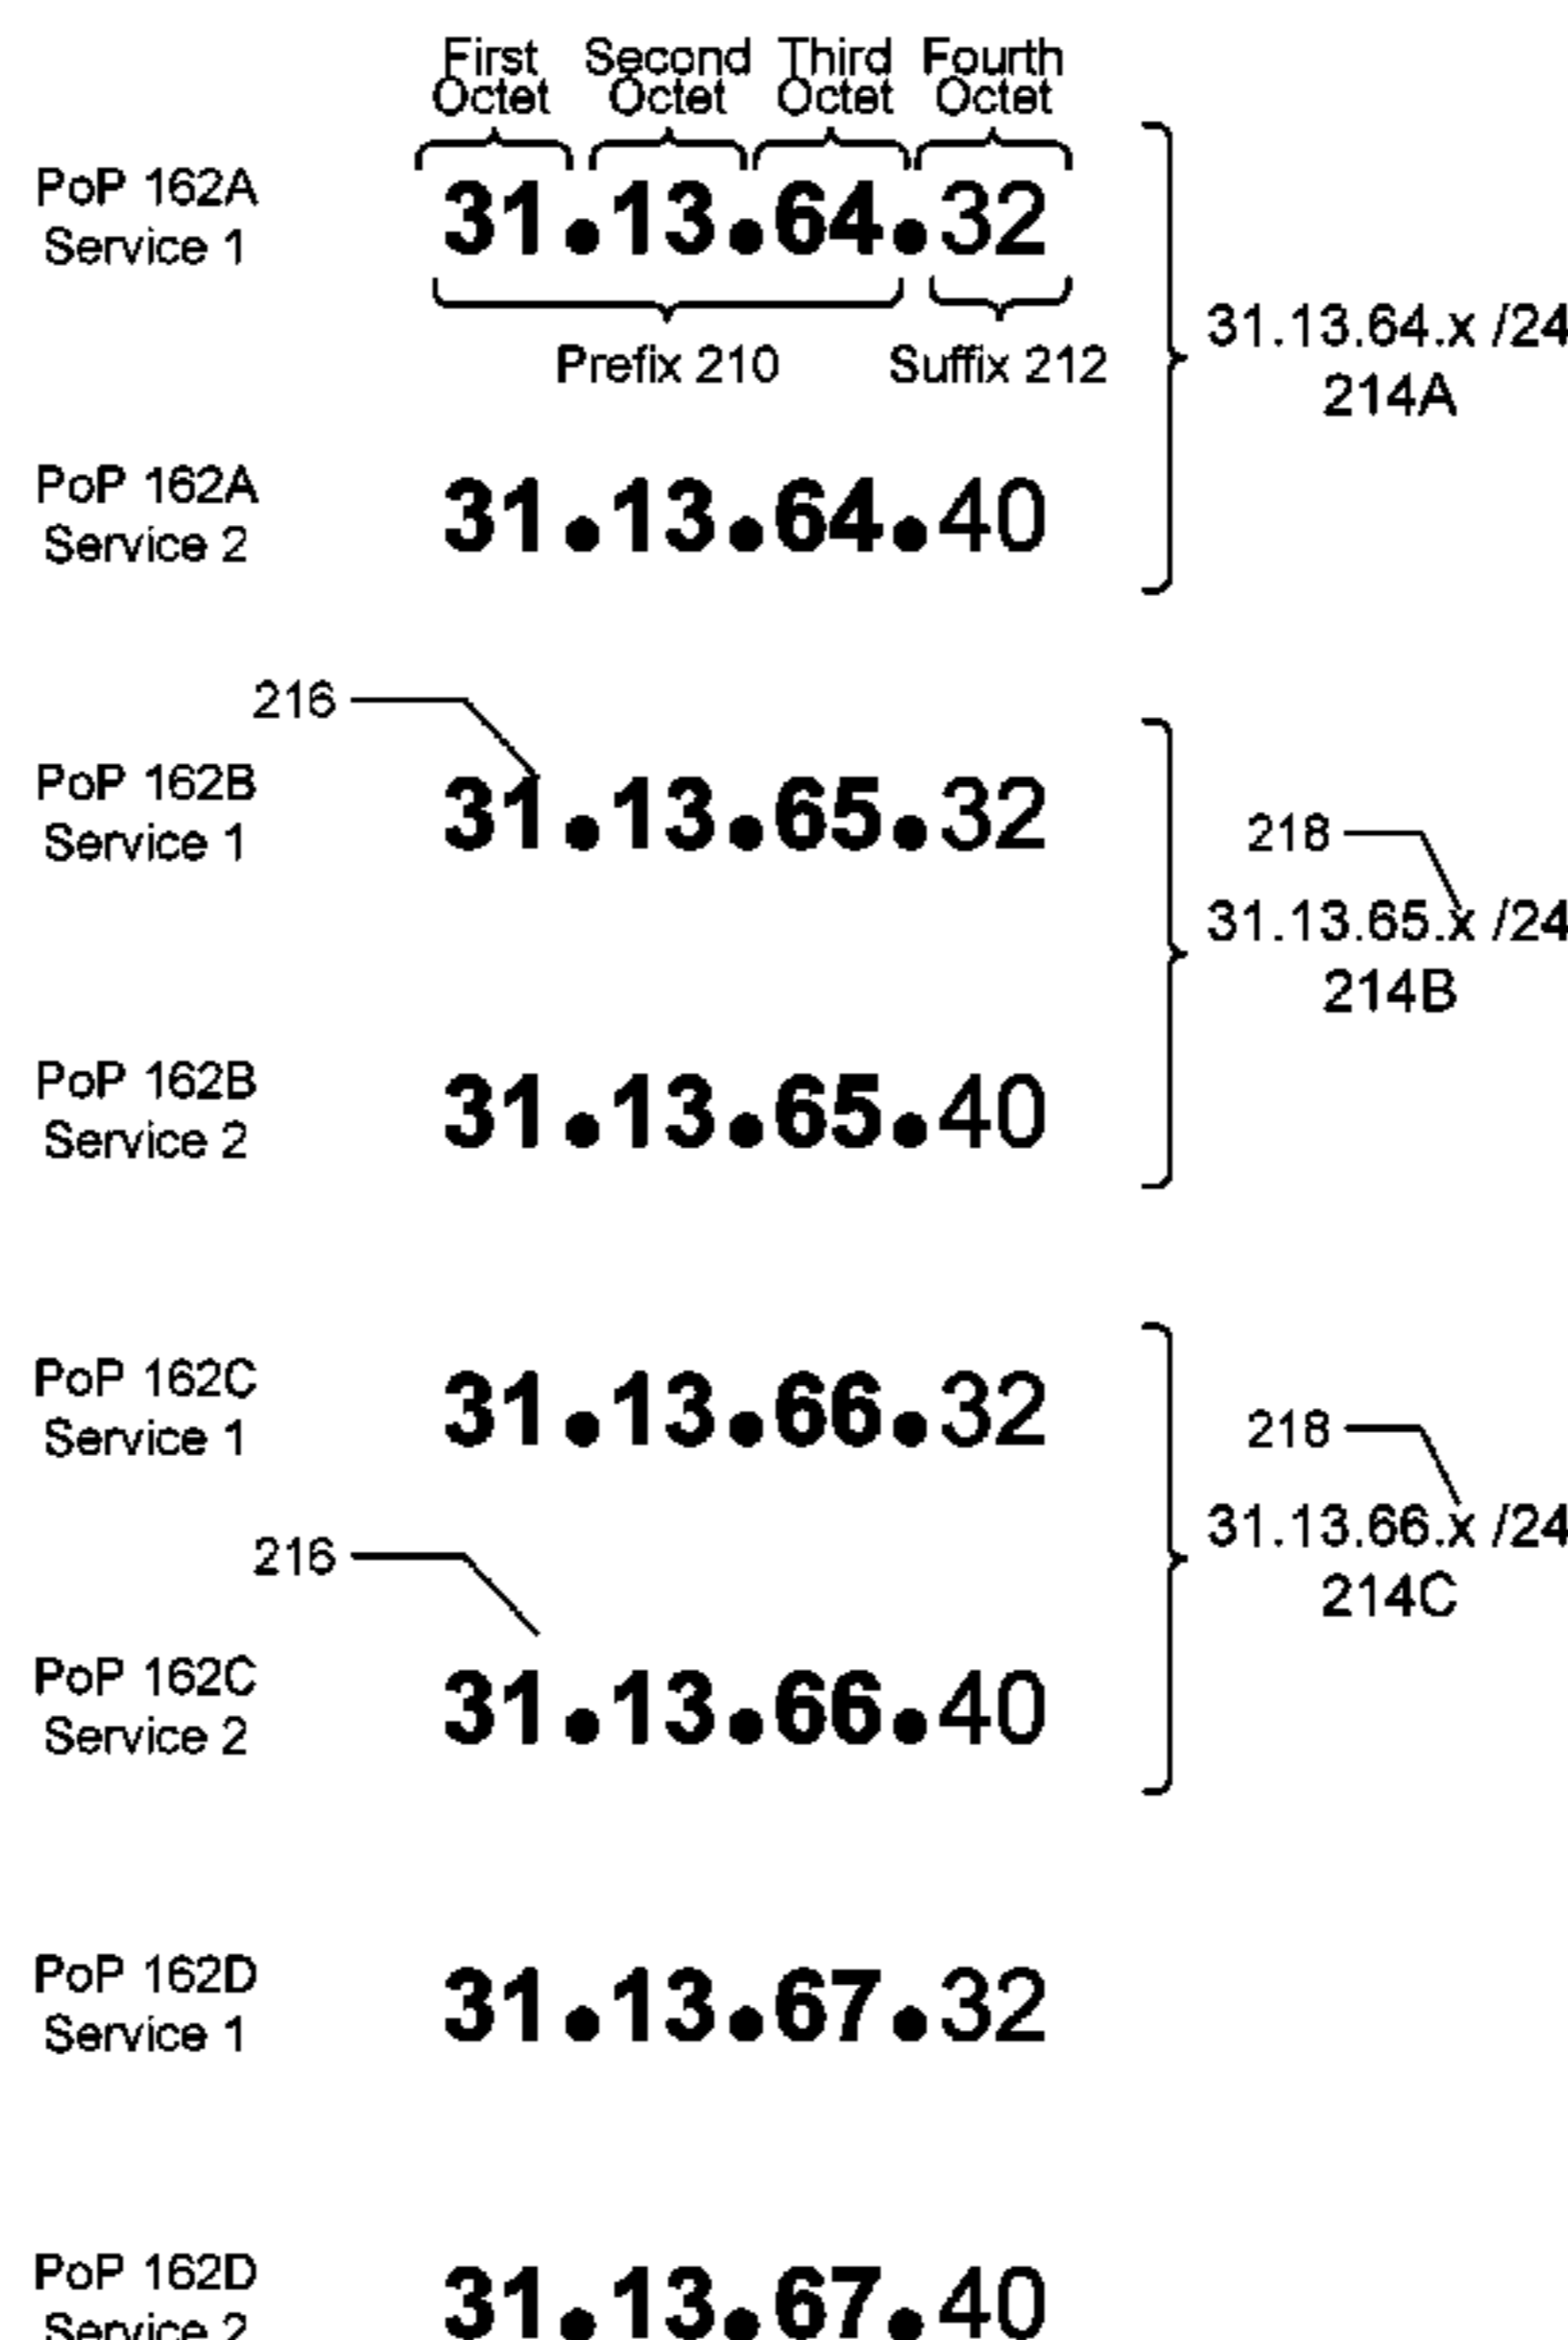 First Second Third Fourth
Octet Octet Octet Octet
PoP 162A
Service 1
31.13.64.32
Prefix 210 Suffix 212
31.13.64.x /24
214A
PoP 162A
Service 2
31.13.64.40
216
PoP 162B
Service 1
31.13.65.32
218
31.13.65.x /24
214B
PoP 162B
Service 2
31.13.65.40
PoP 162C
Service 1
31.13.66.32
218
31.13.66.x /24
214C
216
PoP 162C
Service 2
31.13.66.40
PoP 162D
Service 1
31.13.67.32
PoP 162D
Service 2
31.13.67.40